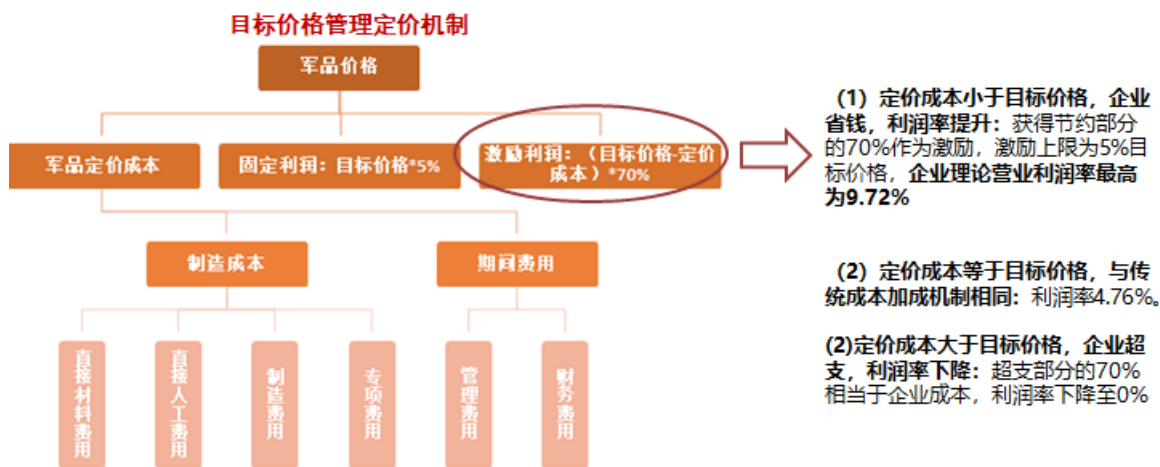 目标价格管理定价机制
军品价格
军品定价成本
固定利润：目标价格*5%
激励利润：（目标价格-定价
成本）*70%
制造成本
期间费用
直接材料费用
直接人工费用
制造费用
专项费用
管理费用
财务费用
（1）定价成本小于目标价格，企业
省钱，利润率提升：获得节约部分
的70%作为激励，激励上限为5%目
标价格，企业理论营业利润率最高
为9.72%
（2）定价成本等于目标价格，与传
统成本加成机制相同：利润率4.76%。
(2)定价成本大于目标价格，企业超
支，利润率下降：超支部分的70%
相当于企业成本，利润率下降至0%